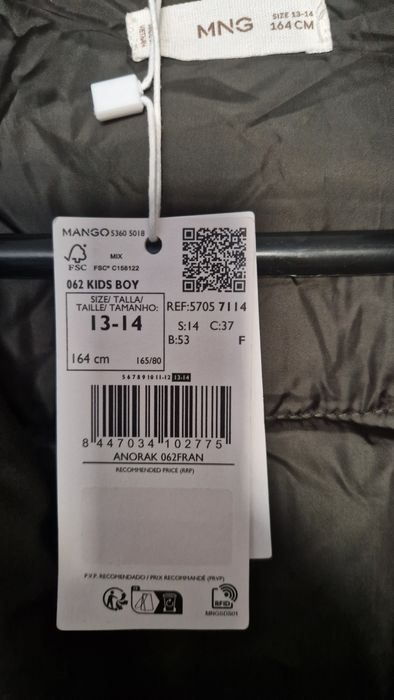 MNG
SIZE 13-14
164 CM
MANGO 5360 5018
FSC
MIX
FSC® C158122
062 KIDS BOY
SIZE/ TALLA/
TAILLE/ TAMANHO:
13-14
164 cm
165/80
REF:5705 7114
S:14 C:37
B:53 F
5 6 7 8 9 10 11-12 13-14
8 447034 102775
ANORAK 062FRAN
RECOMMENDED PRICE (RRP)
P.V.P. RECOMENDADO / PRIX RECOMMANDÉ (PRVP)
RFID